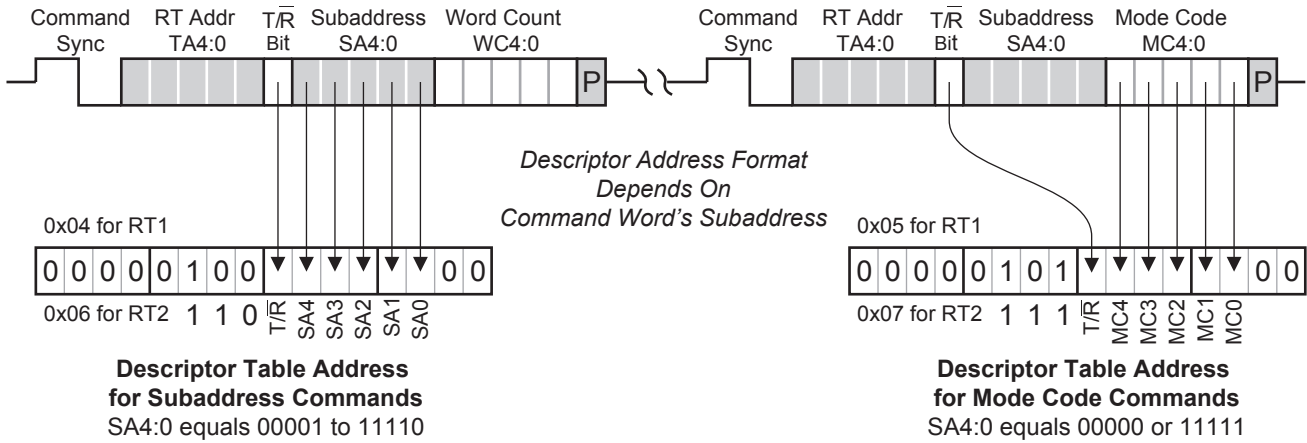 Command Sync
RT Addr TA4:0
T/R̅ Bit
Subaddress SA4:0
Word Count WC4:0
P
Command Sync
RT Addr TA4:0
T/R̅ Bit
Subaddress SA4:0
Mode Code MC4:0
P
Descriptor Address Format
Depends On
Command Word's Subaddress
0x04 for RT1
0 0 0 0 0 1 0 0 0 0
0x06 for RT2 1 1 0
T/R̅ SA4 SA3 SA2 SA1 SA0
Descriptor Table Address
for Subaddress Commands
SA4:0 equals 00001 to 11110
0x05 for RT1
0 0 0 0 0 1 0 1 0 0
0x07 for RT2 1 1 1
T/R̅ MC4 MC3 MC2 MC1 MC0
Descriptor Table Address
for Mode Code Commands
SA4:0 equals 00000 or 11111